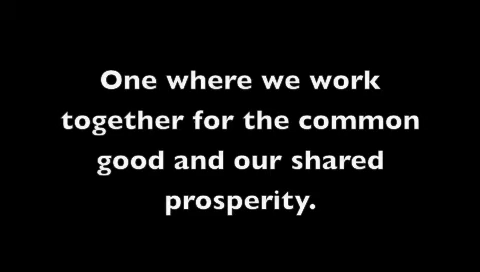 One where we work
together for the common
good and our shared
prosperity.